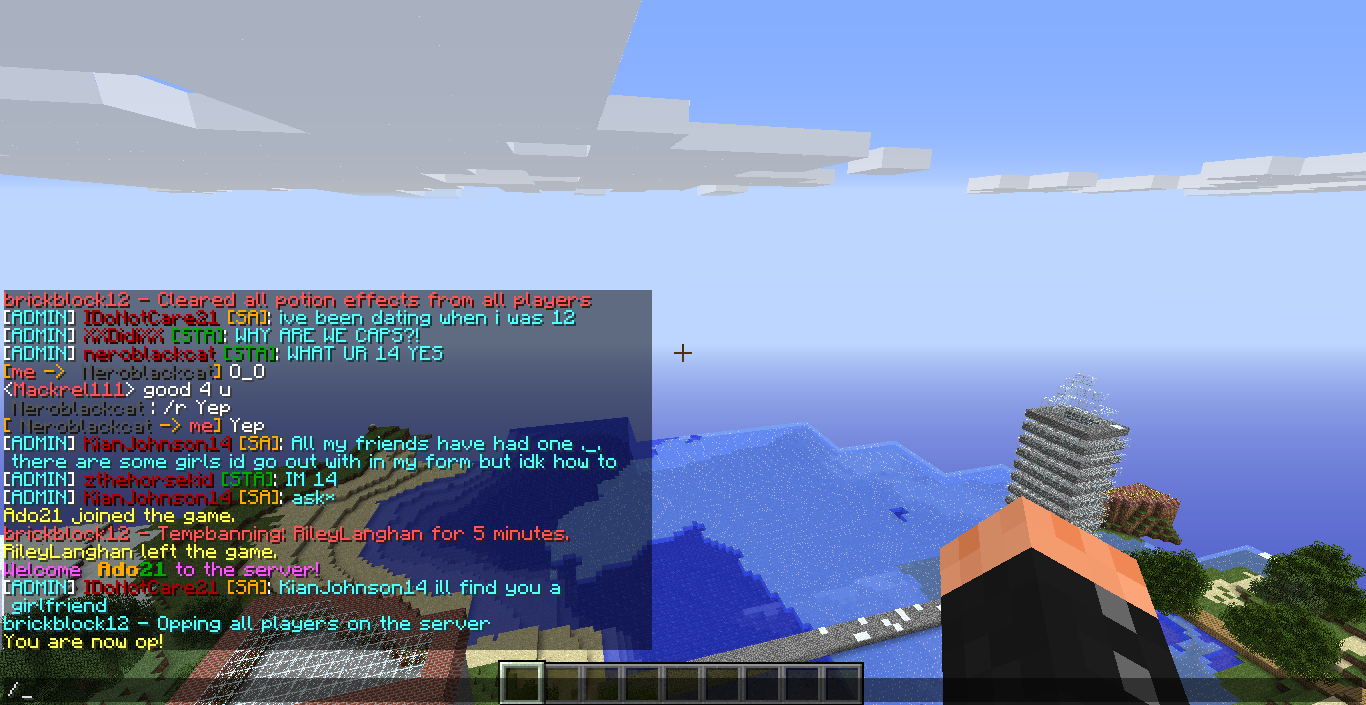 brickblock12 - Cleared all potion effects from all players
[ADMIN] IDoNotCare21 [SA]: ive been dating when i was 12
[ADMIN] XXDidiXX [STA]: WHY ARE WE CAPS?!
[ADMIN] neroblackcat [STA]: WHAT UR 14 YES
[me -> Neroblackcat] O_O
<Mackrel111> good 4 u
Neroblackcat : /r Yep
[ Neroblackcat -> me] Yep
[ADMIN] KianJohnson14 [SA]: All my friends have had one ._.
there are some girls id go out with in my form but idk how to
[ADMIN] zthehorsekid [STA]: IM 14
[ADMIN] KianJohnson14 [SA]: ask*
Ado21 joined the game.
brickblock12 - Tempbanning: RileyLanghan for 5 minutes.
RileyLanghan left the game.
Welcome Ado21 to the server!
[ADMIN] IDoNotCare21 [SA]: KianJohnson14,ill find you a
girlfriend
brickblock12 - Opping all players on the server
You are now op!
/_